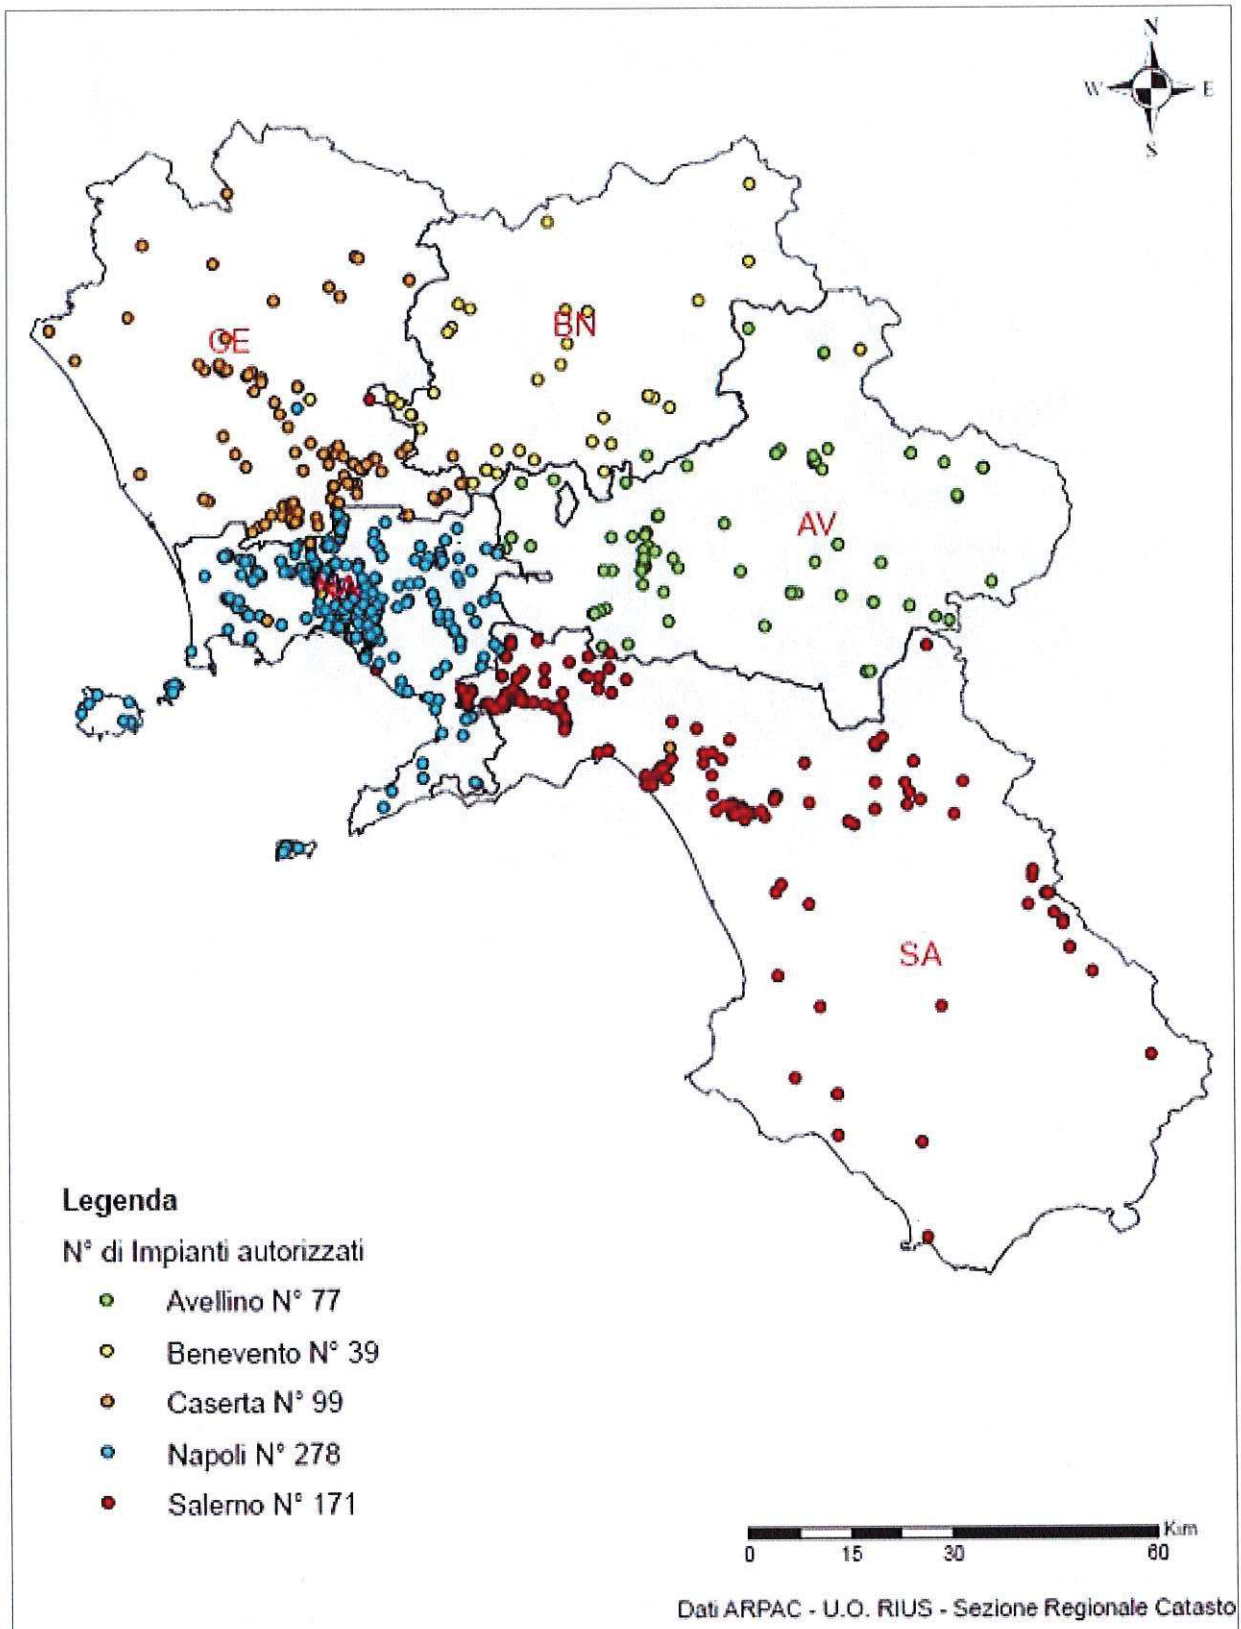 N
W E
S
CE
BN
AV
NA
SA
Legenda
N° di Impianti autorizzati
Avellino N° 77
Benevento N° 39
Caserta N° 99
Napoli N° 278
Salerno N° 171
Km
0 15 30 60
Dati ARPAC - U.O. RIUS - Sezione Regionale Catasto